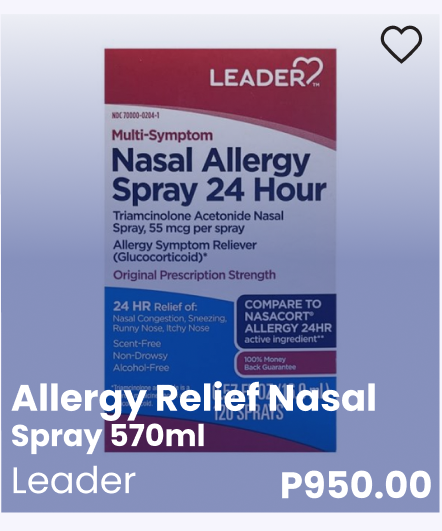 LEADER
NDC 70000-0204-1
Multi-Symptom
Nasal Allergy
Spray 24 Hour
Triamcinolone Acetonide Nasal
Spray, 55 mcg per spray
Allergy Symptom Reliever
(Glucocorticoid)*
Original Prescription Strength
24 HR Relief of:
Nasal Congestion, Sneezing,
Runny Nose, Itchy Nose
Scent-Free
Non-Drowsy
Alcohol-Free
COMPARE TO
NASACORT®
ALLERGY 24HR
active ingredient**
100% Money
Back Guarantee
120 SPRAYS
Allergy Relief Nasal
Spray 570ml
Leader
P950.00